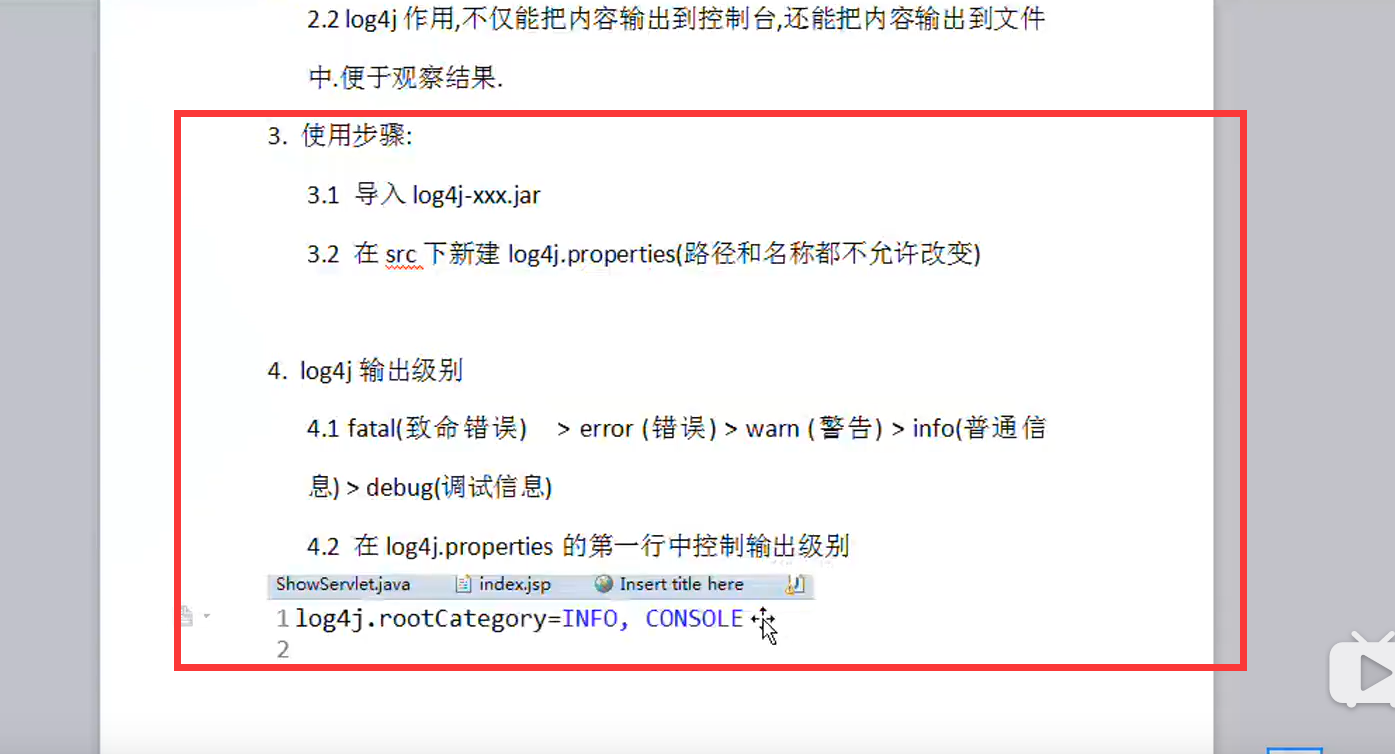 2.2 log4j 作用,不仅能把内容输出到控制台,还能把内容输出到文件
中.便于观察结果.
3. 使用步骤:
3.1 导入 log4j-xxx.jar
3.2 在 src 下新建 log4j.properties(路径和名称都不允许改变)
4. log4j 输出级别
4.1 fatal(致命错误) > error (错误) > warn (警告) > info(普通信
息) > debug(调试信息)
4.2 在 log4j.properties 的第一行中控制输出级别
ShowServlet.java index.jsp Insert title here
1 log4j.rootCategory=INFO, CONSOLE
2